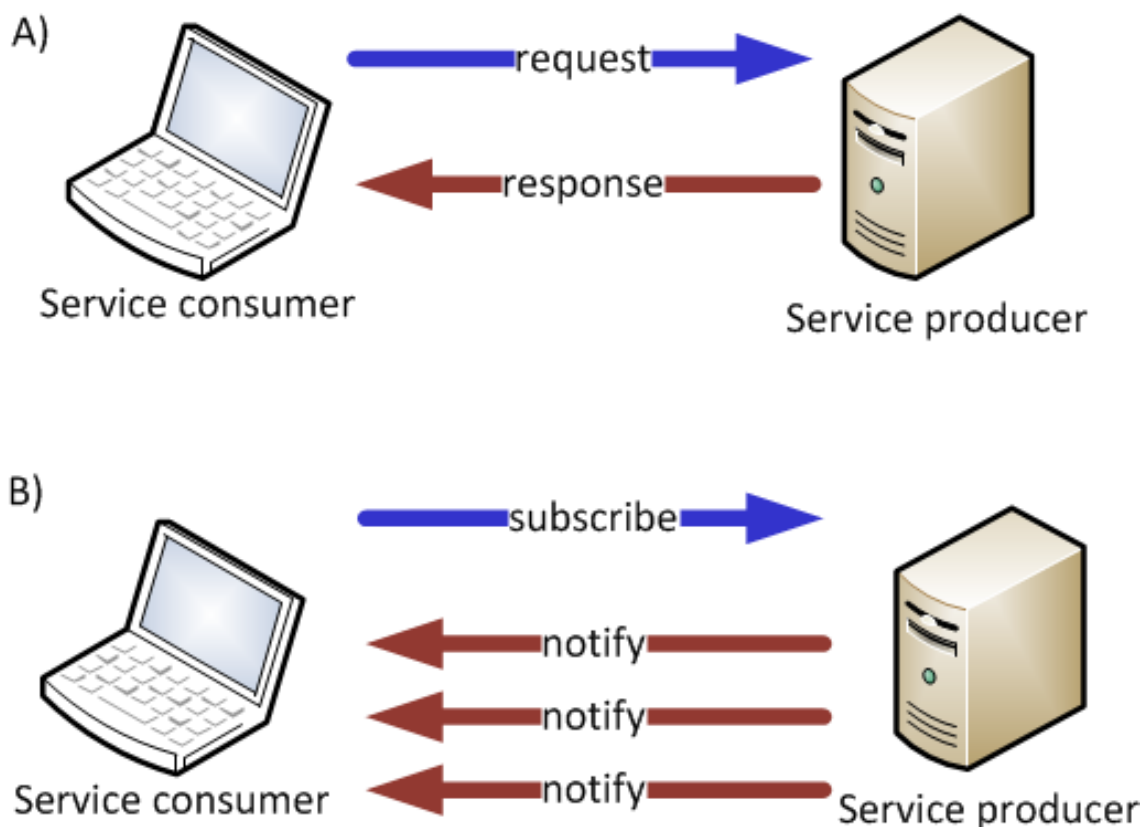 A)
request
response
Service consumer
Service producer
B)
subscribe
notify
notify
notify
Service consumer
Service producer